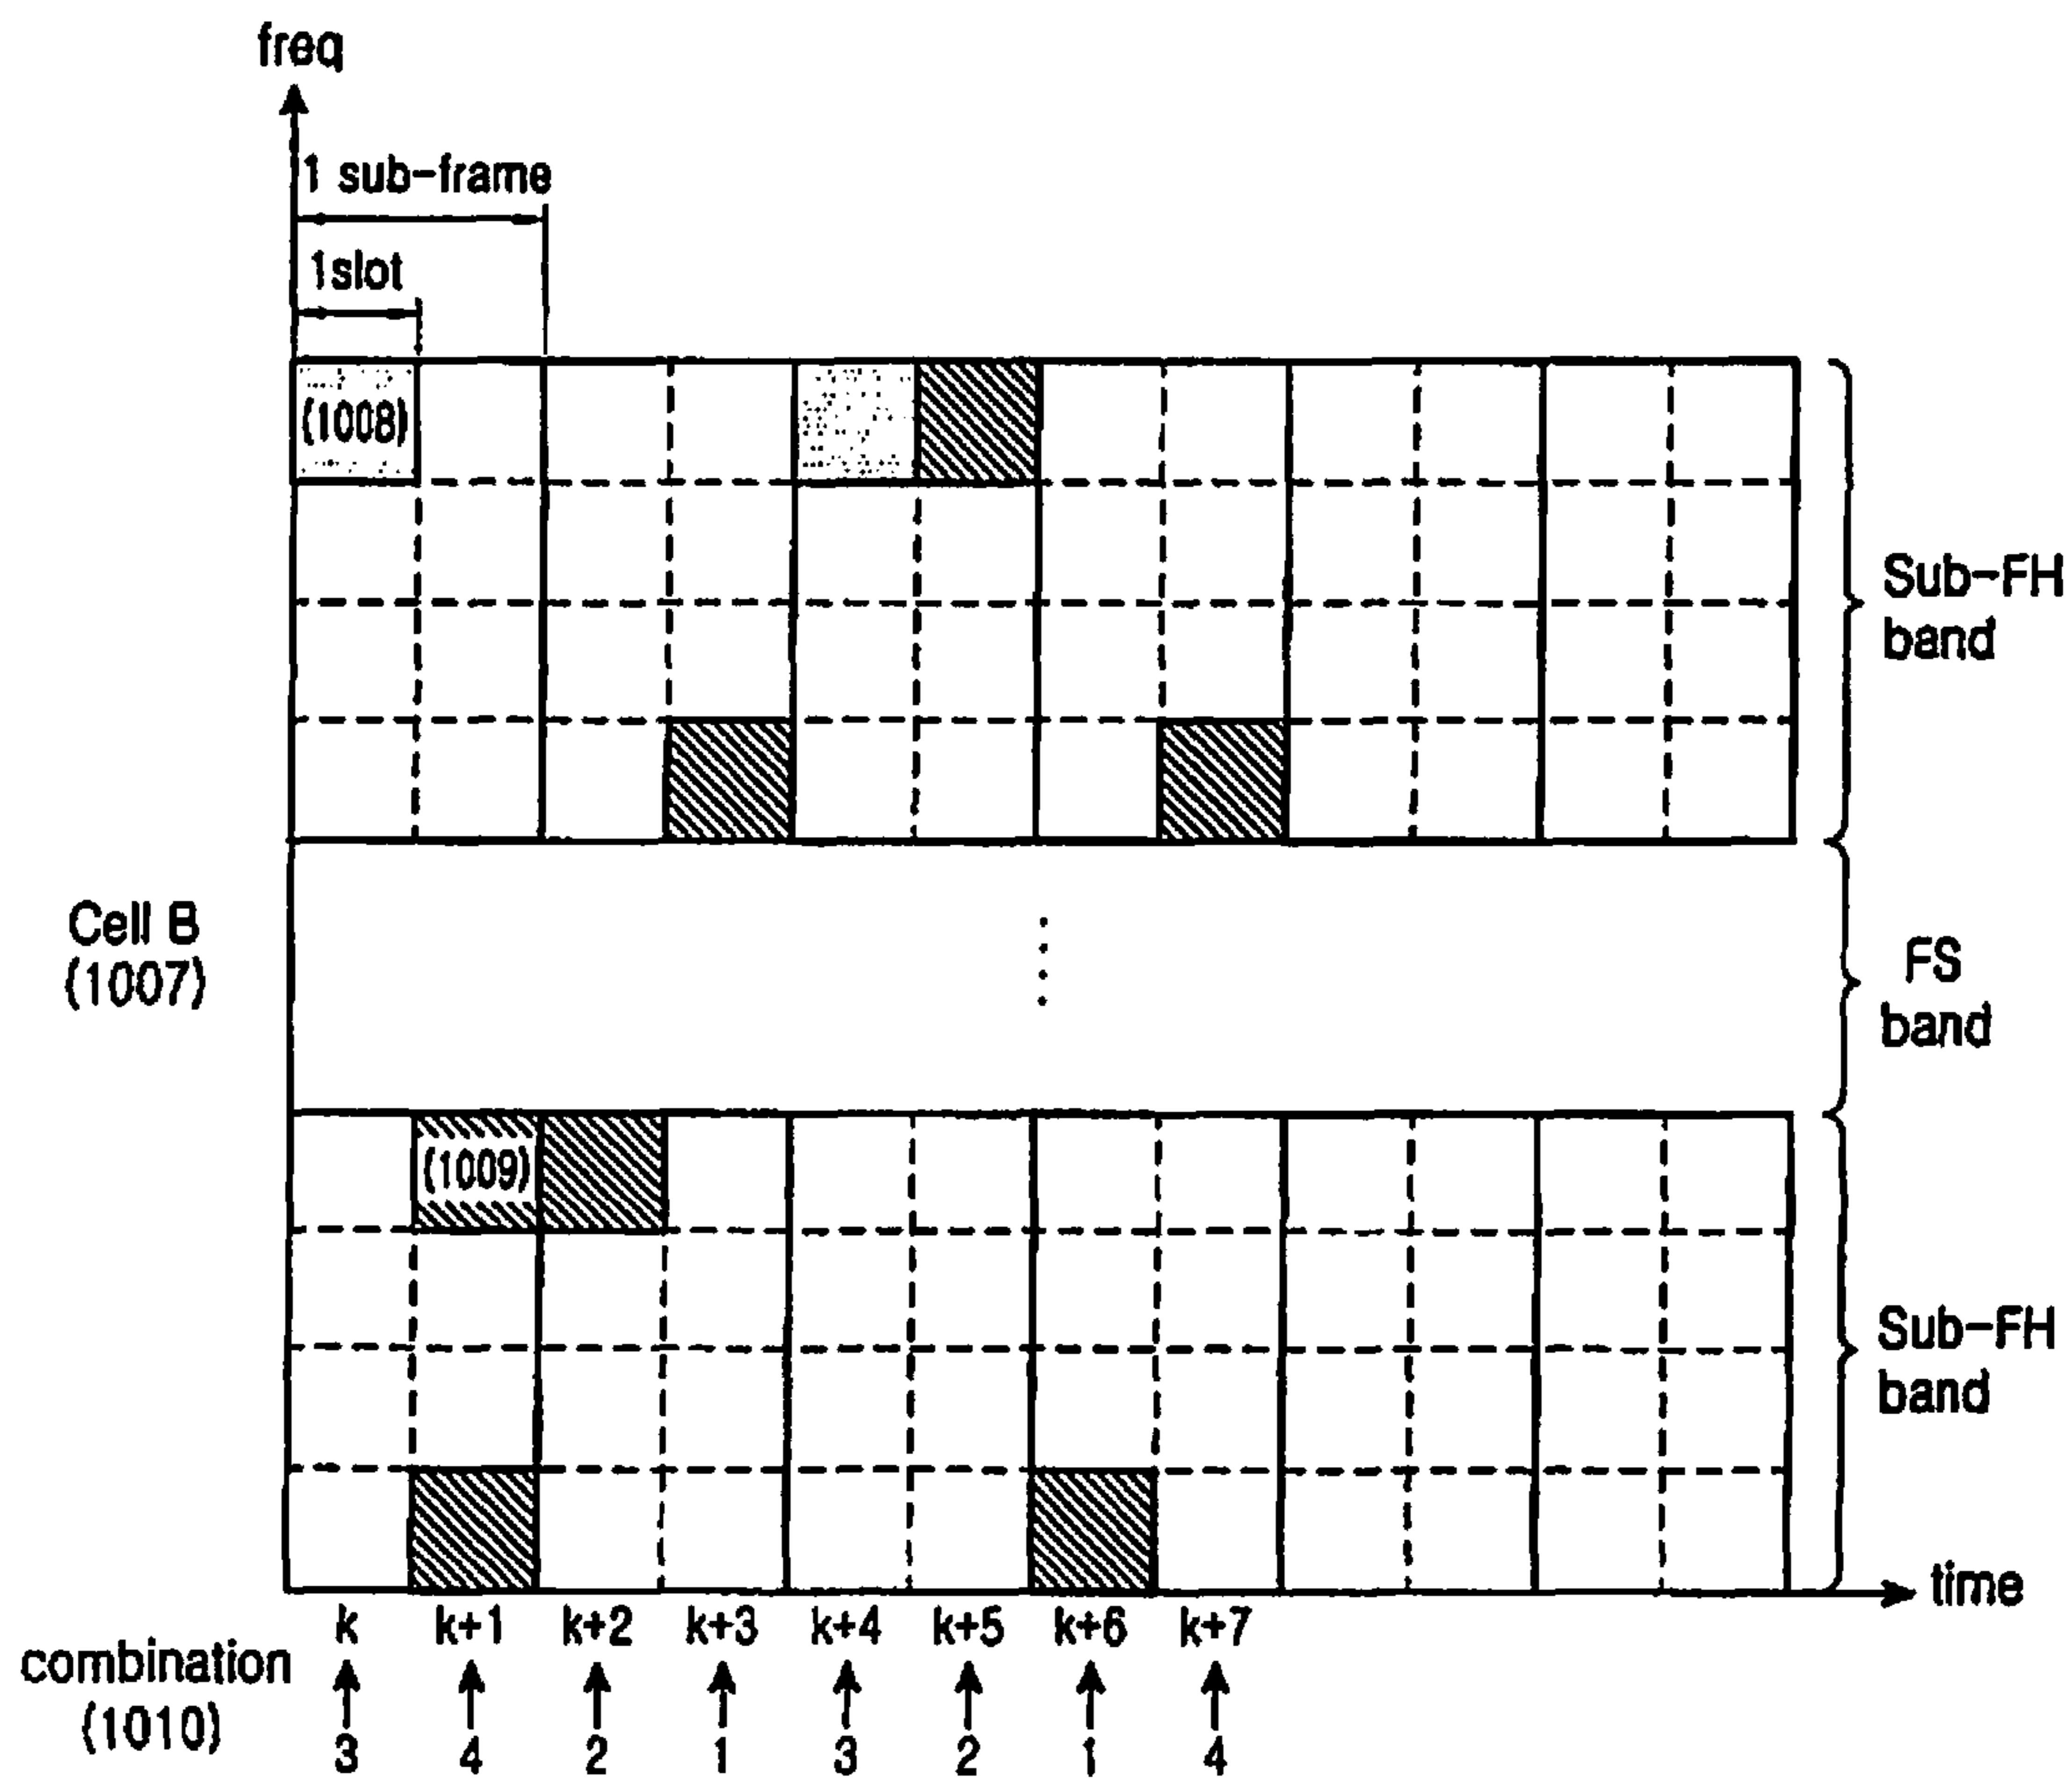 freq
1 sub-frame
1slot
(1008)
Sub-FH
band
Cell B
(1007)
FS
band
(1009)
Sub-FH
band
time
k k+1 k+2 k+3 k+4 k+5 k+6 k+7
combination
(1010)
3 4 2 1 3 2 1 4